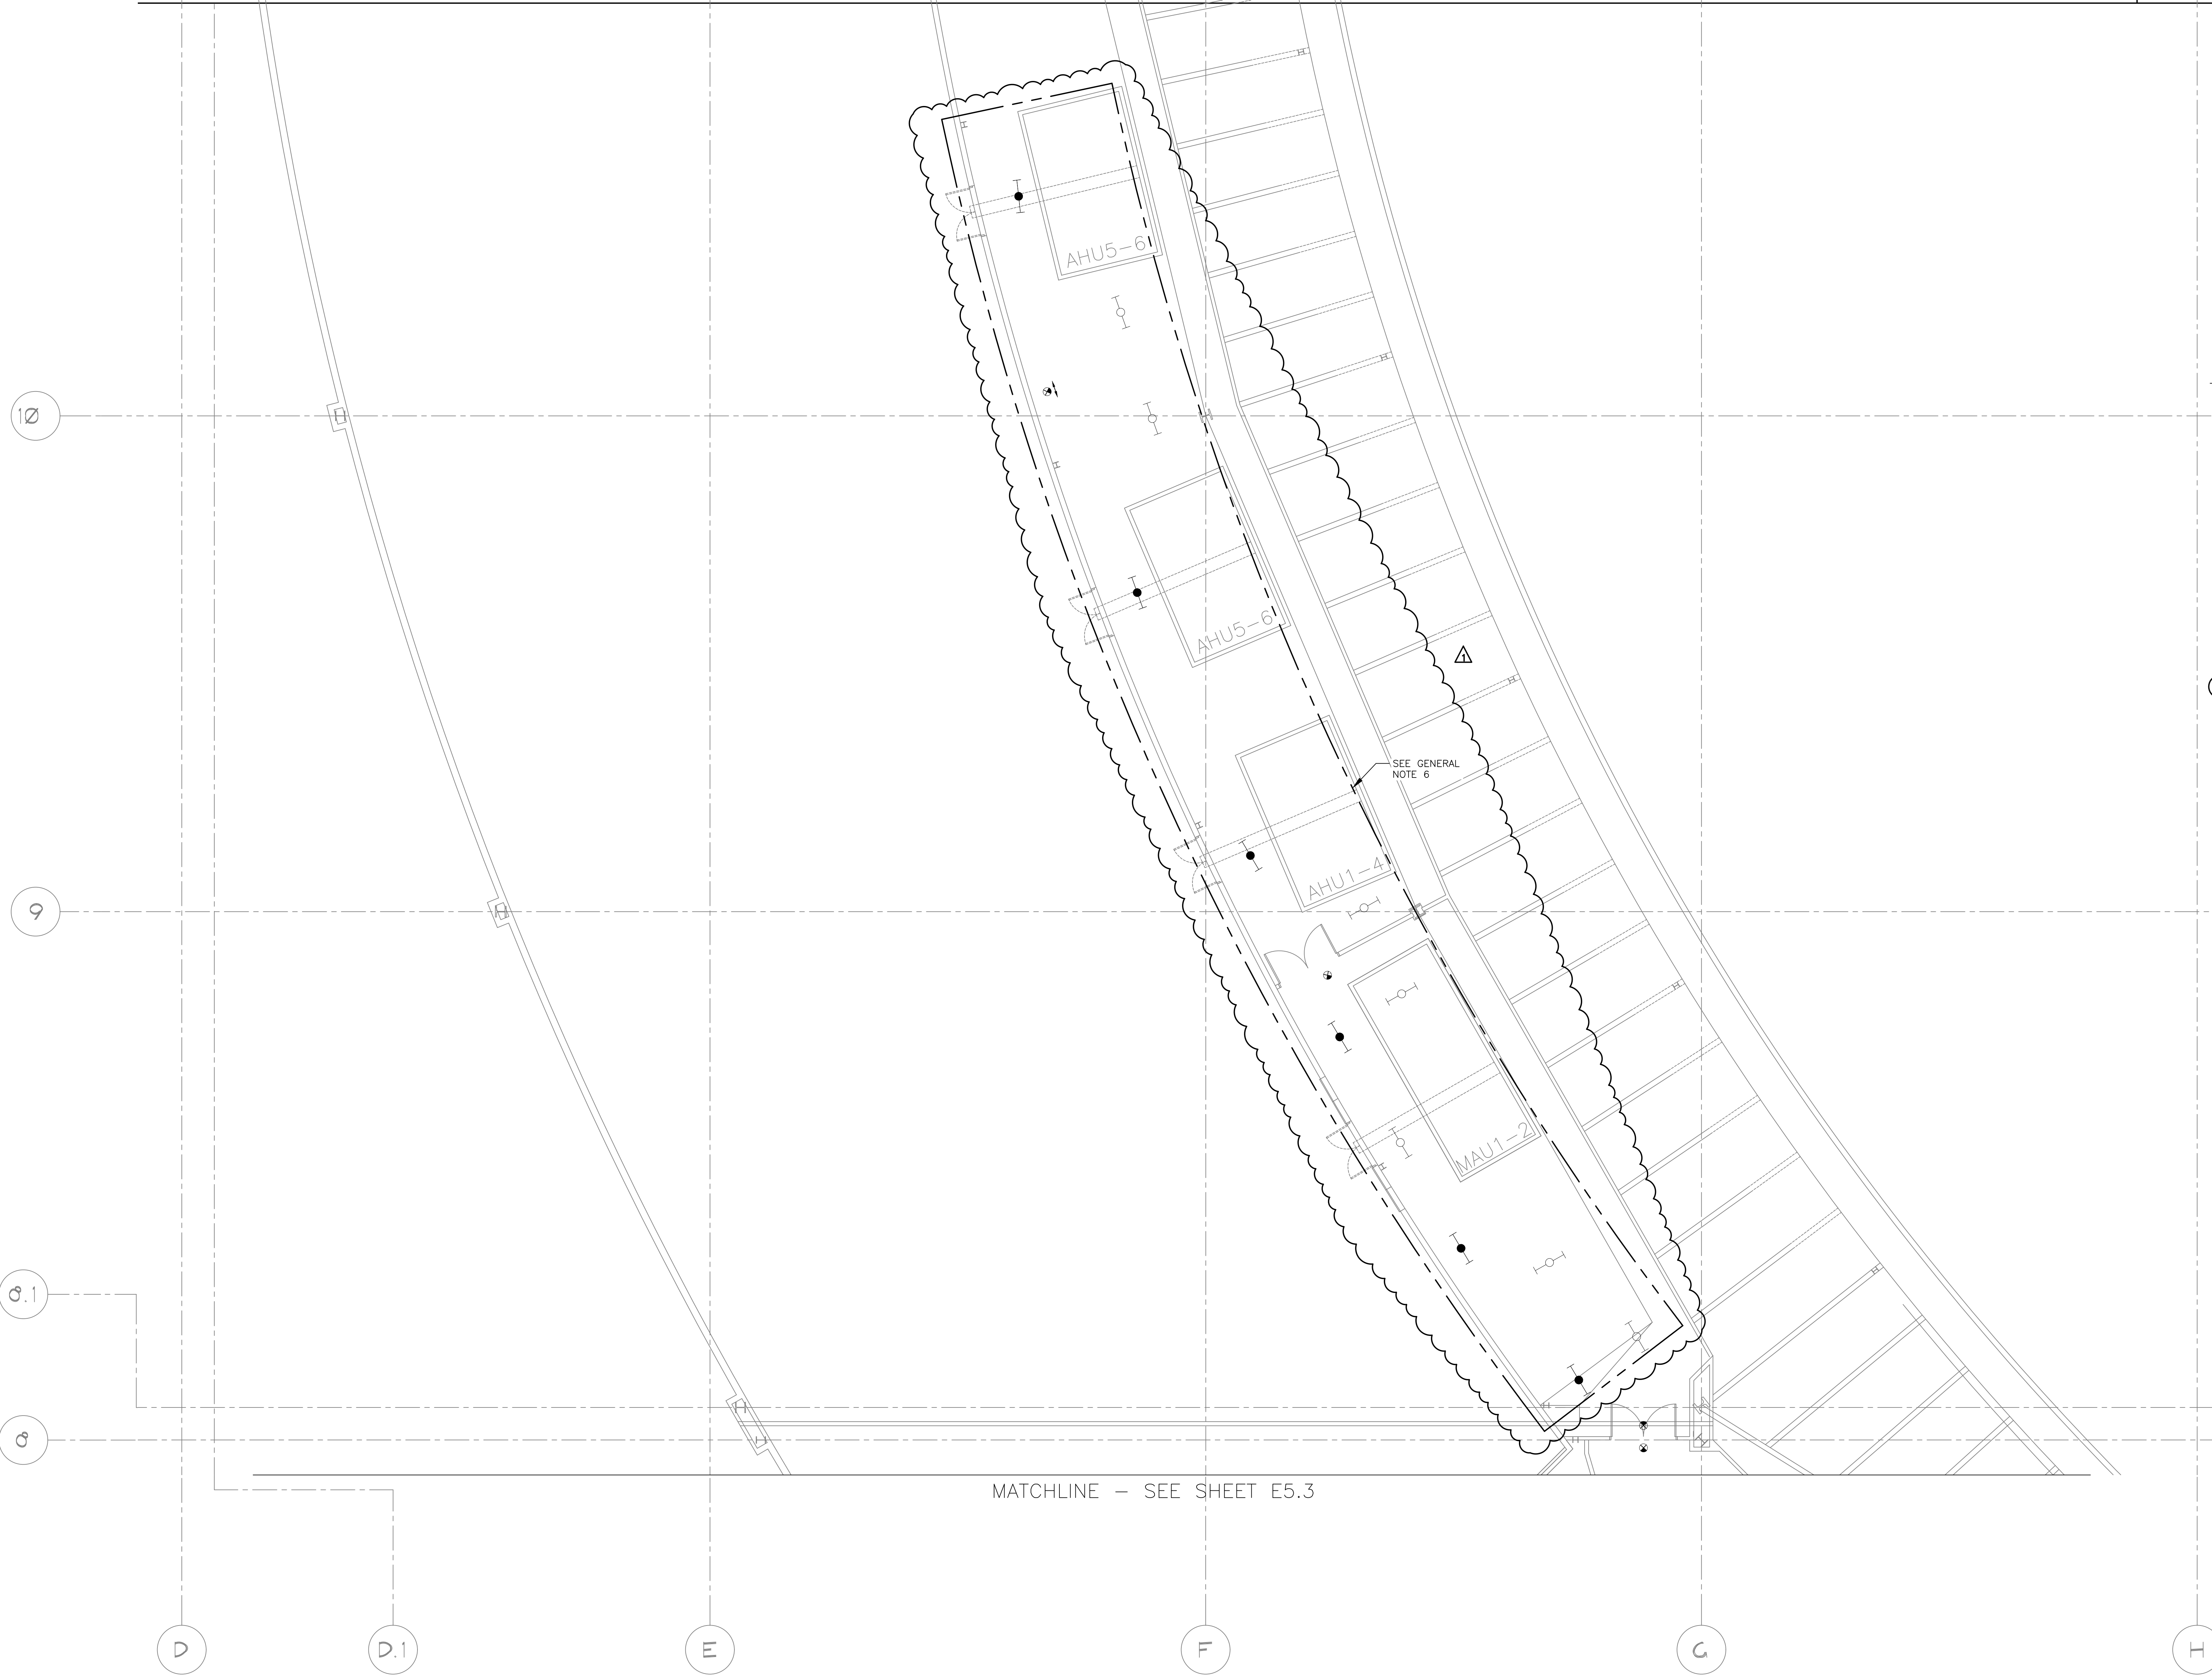 AHU5-6
10
AHU5-6
1
SEE GENERAL
NOTE 6
AHU1-4
9
MAU1-2
8.1
8
MATCHLINE - SEE SHEET E5.3
D
D.1
E
F
G
H